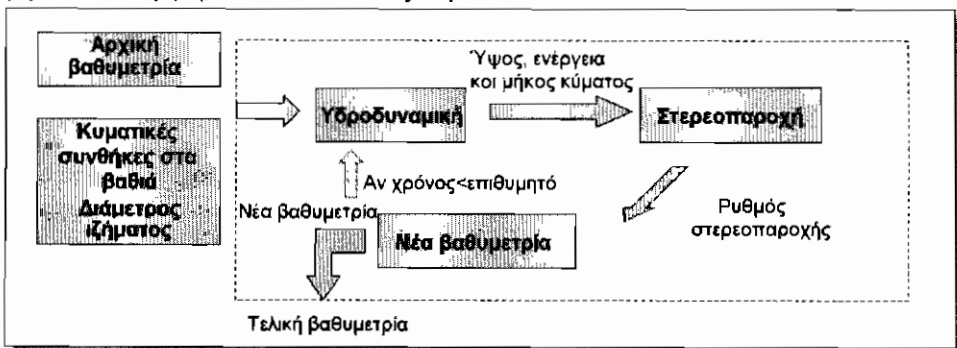 Αρχική
βαθυμετρία
Κυματικές
συνθήκες στα
βαθιά
Διάμετρος
ιζήματος
Υδροδυναμική
Ύψος, ενέργεια
και μήκος κύματος
Στερεοπαροχή
Αν χρόνος<επιθυμητό
Νέα βαθυμετρία
Νέα βαθυμετρία
Ρυθμός
στερεοπαροχής
Τελική βαθυμετρία